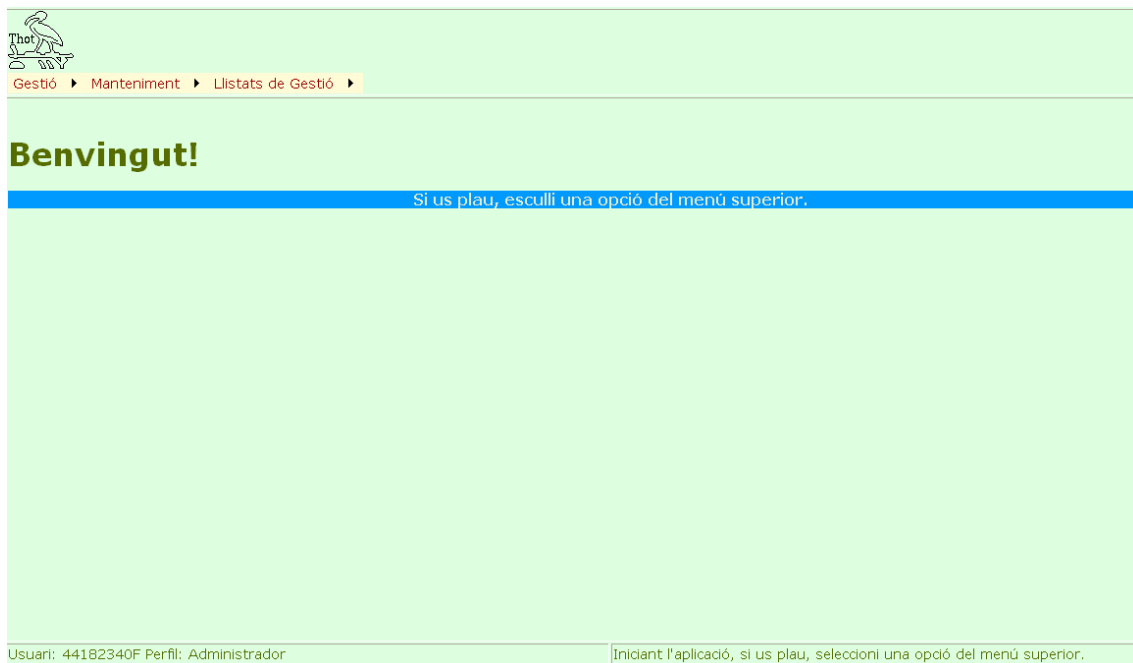 Thot
Gestió Manteniment Llistats de Gestió
Benvingut!
Si us plau, esculli una opció del menú superior.
Usuari: 44182340F Perfil: Administrador
Iniciant l'aplicació, si us plau, seleccioni una opció del menú superior.